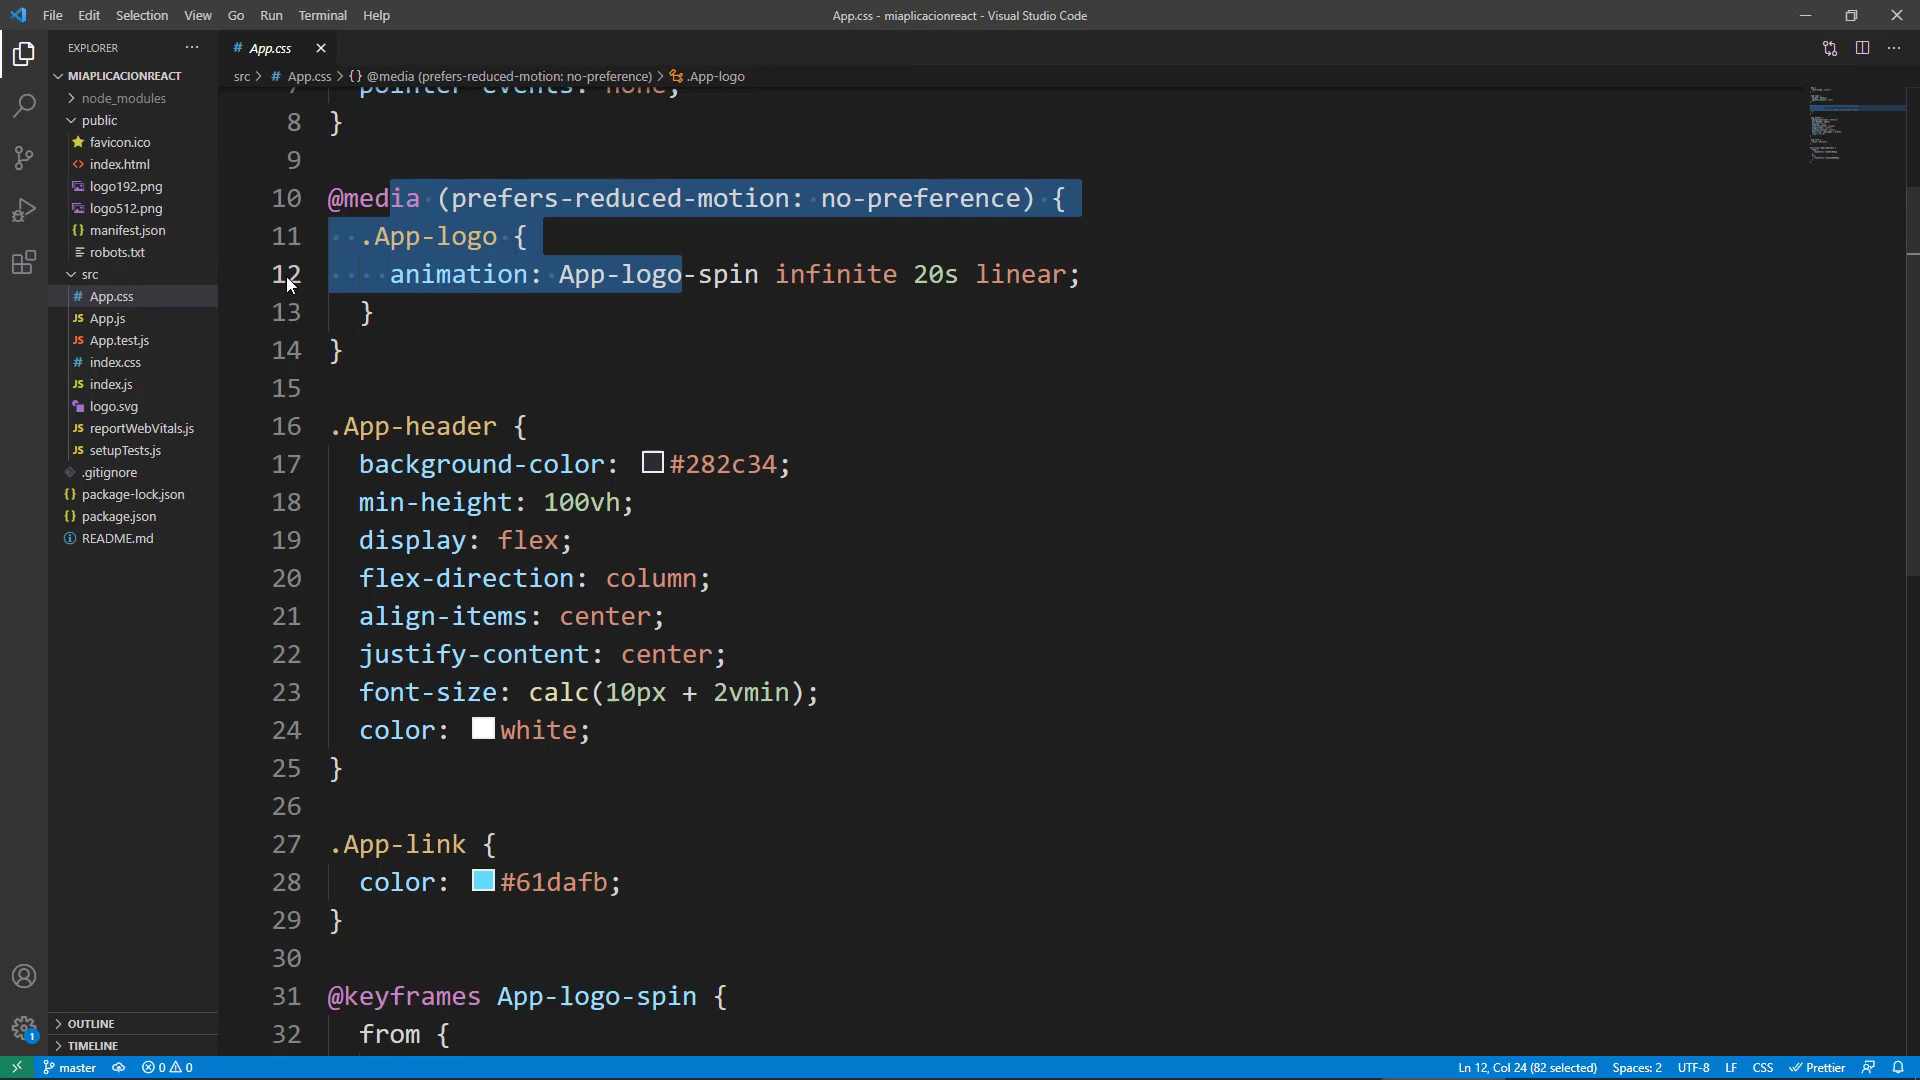 File Edit Selection View Go Run Terminal Help
App.css - miaplicacionreact - Visual Studio Code
EXPLORER
MIAPLICACIONREACT
node_modules
public
favicon.ico
index.html
logo192.png
logo512.png
manifest.json
robots.txt
src
App.css
App.js
App.test.js
index.css
index.js
logo.svg
reportWebVitals.js
setupTests.js
.gitignore
package-lock.json
package.json
README.md
OUTLINE
TIMELINE
App.css
src > App.css > {} @media (prefers-reduced-motion: no-preference) > .App-logo
7 pointer-events: none;
8 }
9
10 @media (prefers-reduced-motion: no-preference) {
11 .App-logo {
12 animation: App-logo-spin infinite 20s linear;
13 }
14 }
15
16 .App-header {
17 background-color: #282c34;
18 min-height: 100vh;
19 display: flex;
20 flex-direction: column;
21 align-items: center;
22 justify-content: center;
23 font-size: calc(10px + 2vmin);
24 color: white;
25 }
26
27 .App-link {
28 color: #61dafb;
29 }
30
31 @keyframes App-logo-spin {
32 from {
1
master 0 0 Ln 12, Col 24 (82 selected) Spaces: 2 UTF-8 LF CSS Prettier